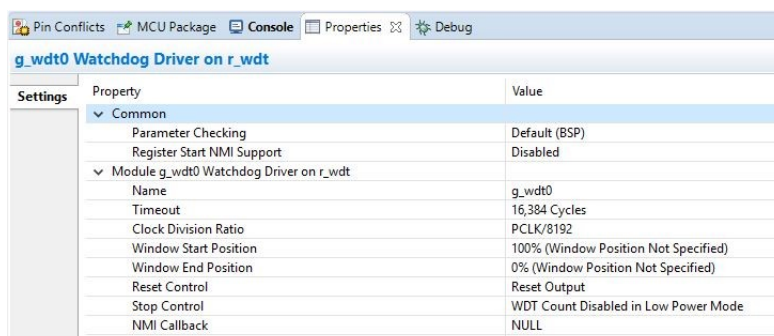 Pin Conflicts MCU Package Console Properties Debug
g_wdt0 Watchdog Driver on r_wdt
Settings
Property Value
Common
Parameter Checking Default (BSP)
Register Start NMI Support Disabled
Module g_wdt0 Watchdog Driver on r_wdt
Name g_wdt0
Timeout 16,384 Cycles
Clock Division Ratio PCLK/8192
Window Start Position 100% (Window Position Not Specified)
Window End Position 0% (Window Position Not Specified)
Reset Control Reset Output
Stop Control WDT Count Disabled in Low Power Mode
NMI Callback NULL